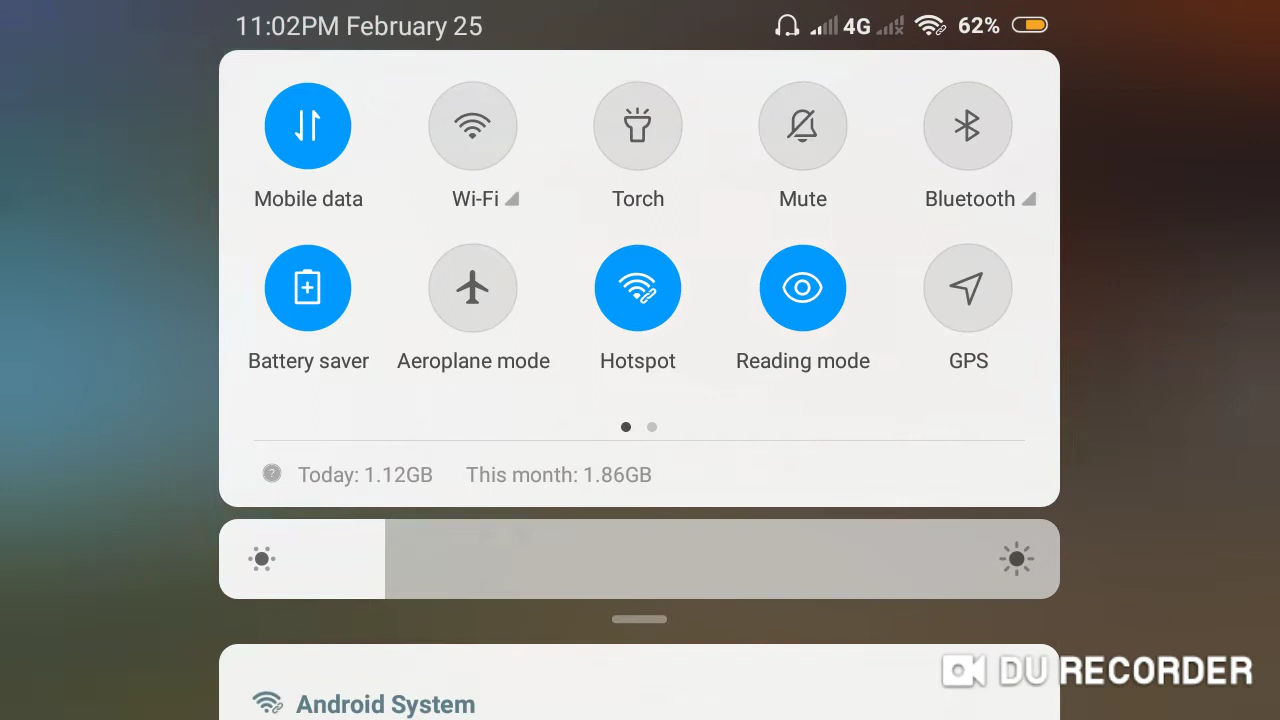 11:02PM February 25 4G 62%
Mobile data Wi-Fi Torch Mute Bluetooth
Battery saver Aeroplane mode Hotspot Reading mode GPS
? Today: 1.12GB This month: 1.86GB
Android System
DU RECORDER